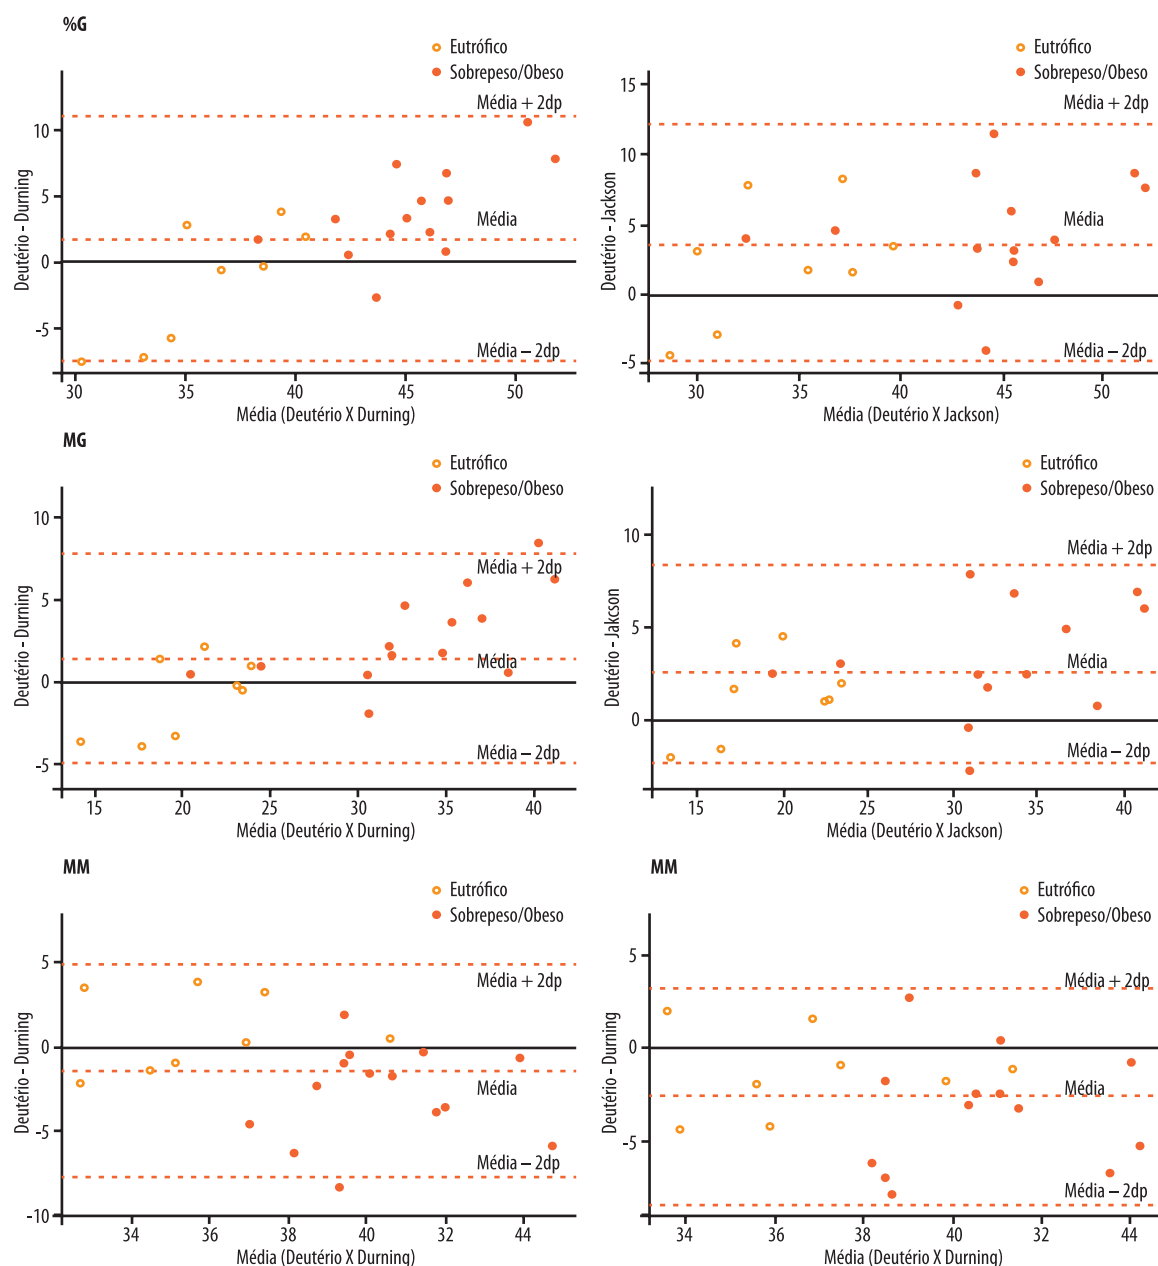 %G
Eutrófico
Sobrepeso/Obeso
Média + 2dp
Média
Média – 2dp
10
5
0
-5
Deutério - Durning
30 35 40 45 50
Média (Deutério X Durning)
Eutrófico
Sobrepeso/Obeso
Média + 2dp
Média
Média – 2dp
15
10
5
0
-5
Deutério - Jackson
30 40 45 50
Média (Deutério X Jackson)
MG
Eutrófico
Sobrepeso/Obeso
Média + 2dp
Média
Média – 2dp
10
5
0
-5
Deutério - Durning
15 20 30 35 40
Média (Deutério X Durning)
Eutrófico
Sobrepeso/Obeso
Média + 2dp
Média
Média – 2dp
10
5
0
Deutério - Jakcson
15 20 30 35 40
Média (Deutério X Jackson)
MM
Eutrófico
Sobrepeso/Obeso
Média + 2dp
Média
Média – 2dp
5
0
-5
-10
Deutério - Durning
34 36 38 40 32 44
Média (Deutério X Durning)
MM
Eutrófico
Sobrepeso/Obeso
Média + 2dp
Média
Média – 2dp
5
0
-5
Deutério - Durning
34 36 40 32 44
Média (Deutério X Durning)